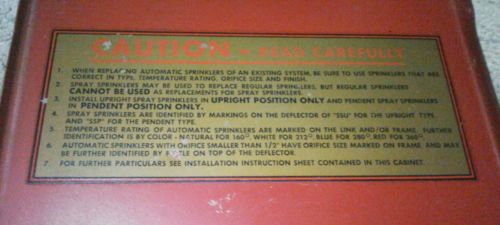 CAUTION - READ CAREFULLY
1. WHEN REPLACING AUTOMATIC SPRINKLERS OF AN EXISTING SYSTEM, BE SURE TO USE SPRINKLERS THAT ARE
CORRECT IN TYPE, TEMPERATURE RATING, ORIFICE SIZE AND FINISH.
2. SPRAY SPRINKLERS MAY BE USED TO REPLACE REGULAR SPRINKLERS, BUT REGULAR SPRINKLERS
CANNOT BE USED AS REPLACEMENTS FOR SPRAY SPRINKLERS.
3. INSTALL UPRIGHT SPRAY SPRINKLERS IN UPRIGHT POSITION ONLY AND PENDENT SPRAY SPRINKLERS
IN PENDENT POSITION ONLY.
4. SPRAY SPRINKLERS ARE IDENTIFIED BY MARKINGS ON THE DEFLECTOR OF "SSU" FOR THE UPRIGHT TYPE
AND "SSP" FOR THE PENDENT TYPE.
5. TEMPERATURE RATING OF AUTOMATIC SPRINKLERS ARE MARKED ON THE LINK AND/OR FRAME. FURTHER
IDENTIFICATION IS BY COLOR - NATURAL FOR 160°. WHITE FOR 212°. BLUE FOR 280°. RED FOR 360°.
6. AUTOMATIC SPRINKLERS WITH ORIFICE SMALLER THAN 1/2" HAVE ORIFICE SIZE MARKED ON FRAME, AND MAY
BE FURTHER IDENTIFIED BY ON TOP OF THE DEFLECTOR.
7. FOR FURTHER PARTICULARS SEE INSTALLATION INSTRUCTION SHEET CONTAINED IN THIS CABINET.